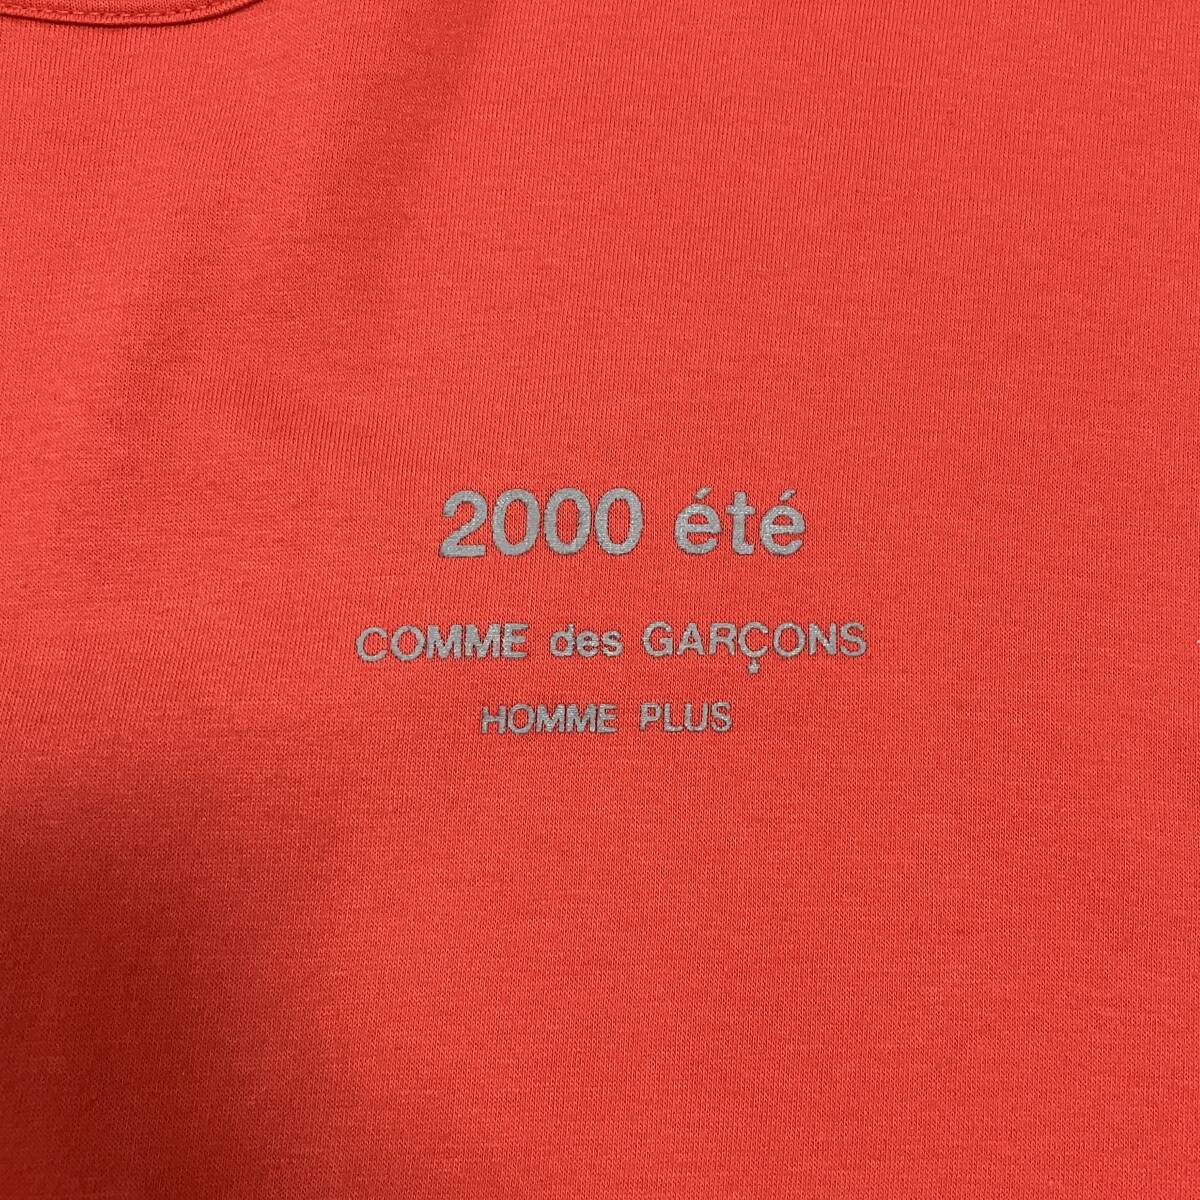 2000 été
COMME des GARÇONS
HOMME PLUS